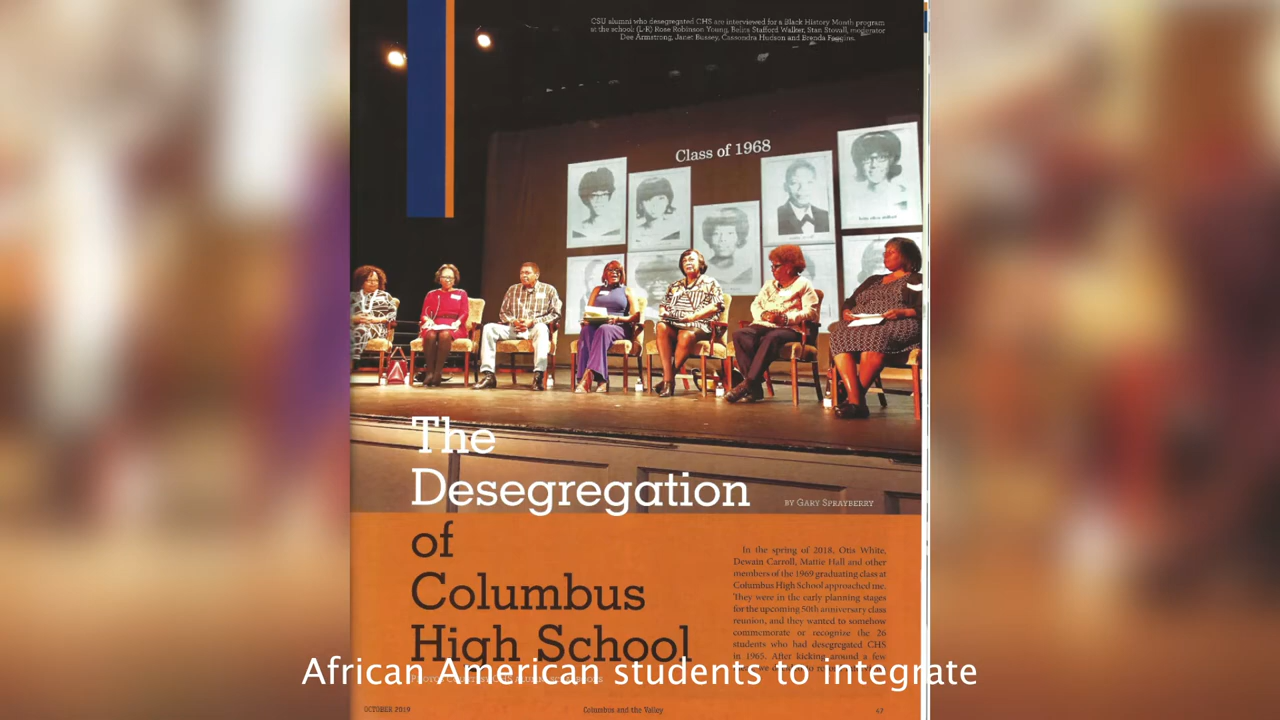 CSU alumni who desegregated CHS are interviewed for a Black History Month program
at the school: (L-R) Rose Robinson Young, Belita Stafford Walker, Stan Stovall, moderator
Dee Armstrong, Janet Bussey, Cassondra Hudson and Brenda
Class of 1968
The
Desegregation
BY GARY SPRAYBERRY
of
Columbus
High School
In the spring of 2018, Otis White,
Dewain Carroll, Mattie Hall and other
members of the 1969 graduating class at
Columbus High School approached me.
They were in the early planning stages
for the upcoming 50th anniversary class
reunion, and they wanted to somehow
commemorate or recognize the 26
students who had desegregated CHS
in 1965. After kicking around a few
African American students to integrate
OCTOBER 2019
Columbus and the Valley
47